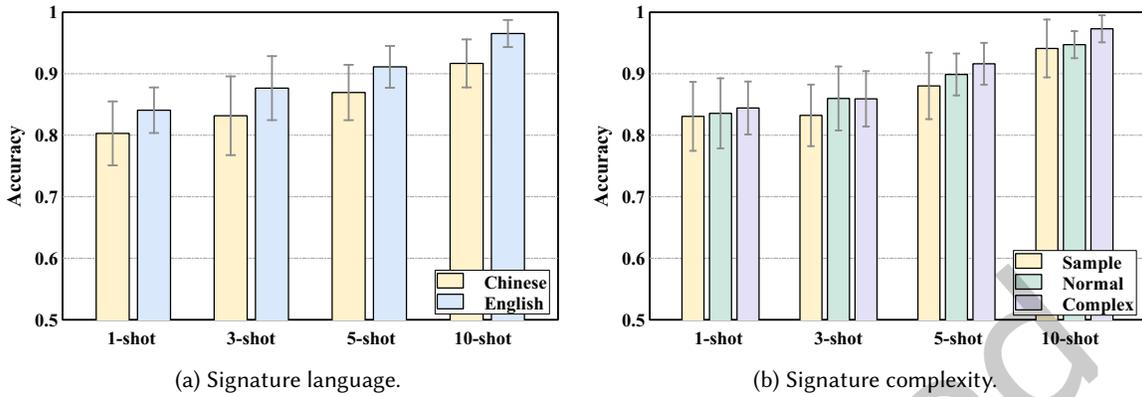 Accuracy
1
0.9
0.8
0.7
0.6
0.5
1-shot 3-shot 5-shot 10-shot
Chinese
English
(a) Signature language.
Accuracy
1
0.9
0.8
0.7
0.6
0.5
1-shot 3-shot 5-shot 10-shot
Sample
Normal
Complex
(b) Signature complexity.